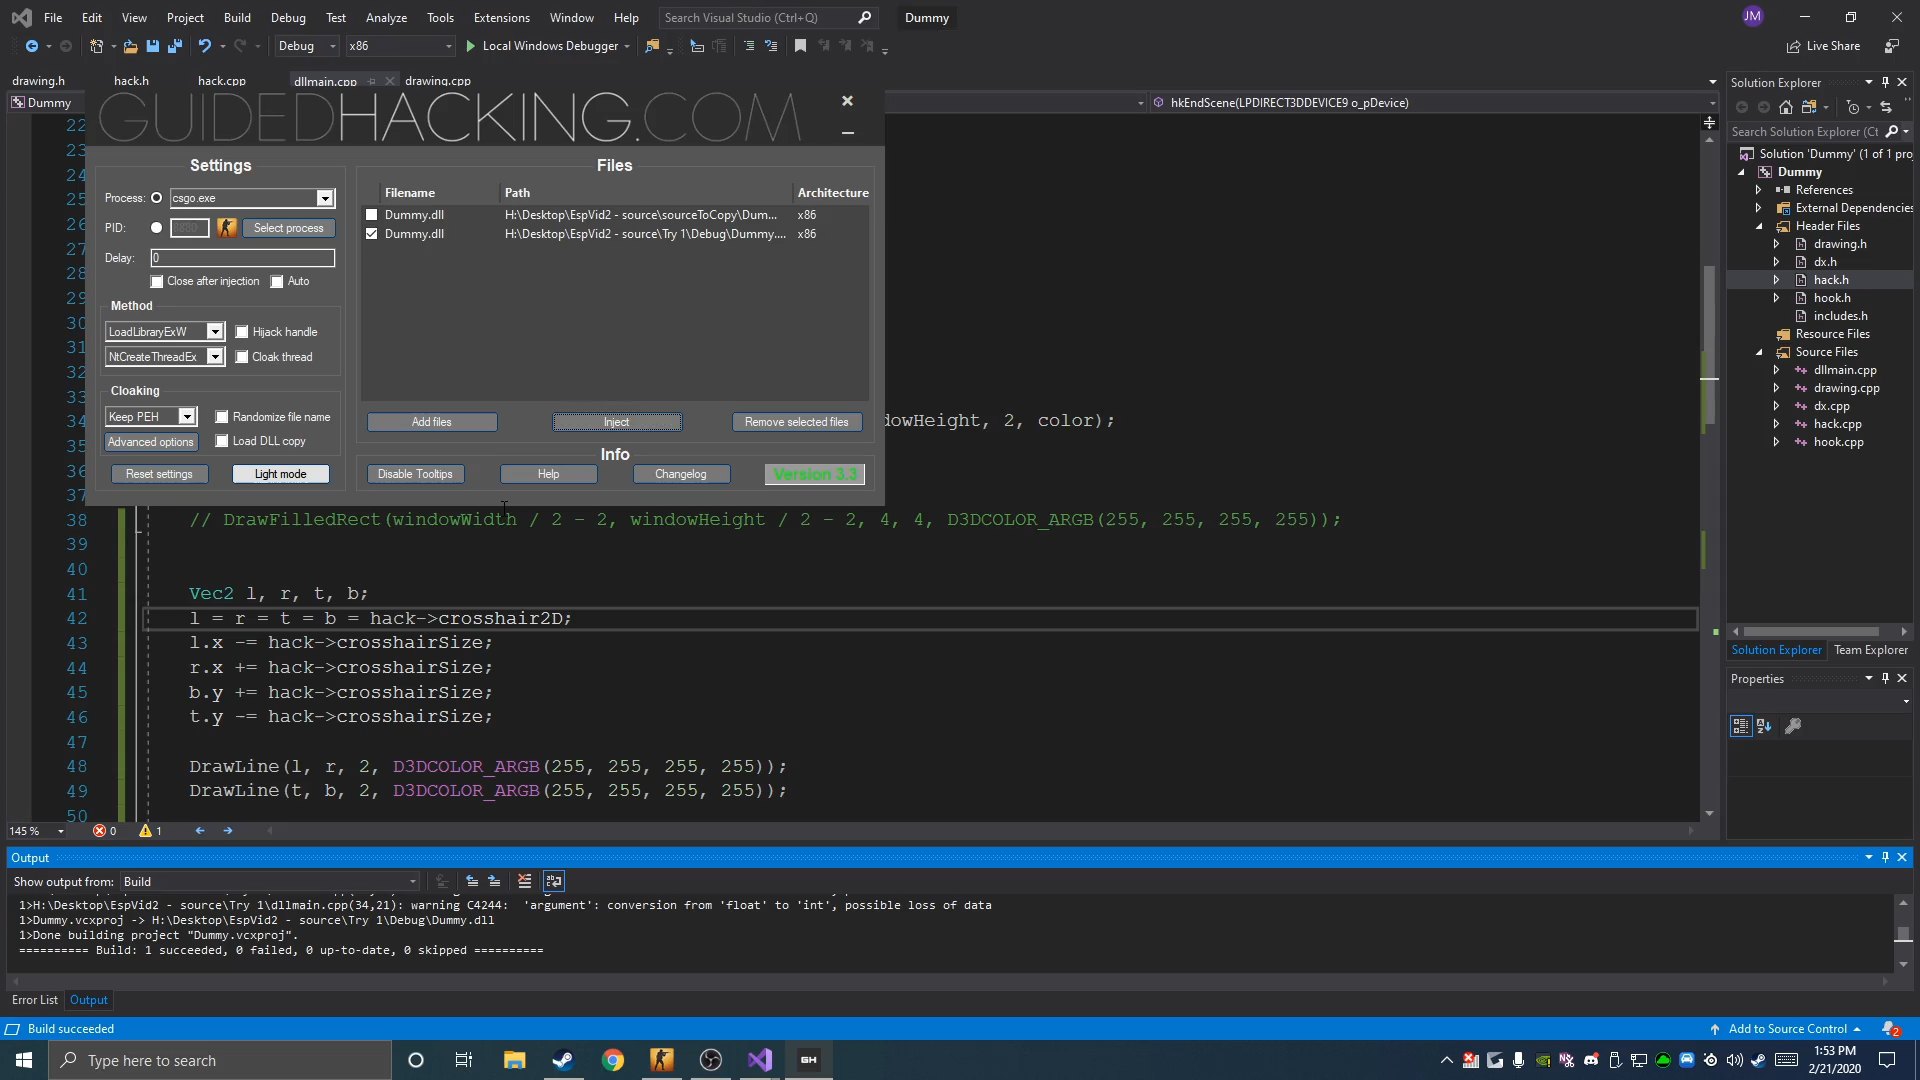 File Edit View Project Build Debug Test Analyze Tools Extensions Window Help Search Visual Studio (Ctrl+Q) Dummy JM
Debug x86 Local Windows Debugger Live Share
drawing.h hack.h hack.cpp dllmain.cpp drawing.cpp
Dummy hkEndScene(LPDIRECT3DDEVICE9 o_pDevice)
GUIDEDHACKING.COM
Settings
Process: csgo.exe
PID: Select process
Delay: 0
Close after injection Auto
Method
LoadLibraryExW Hijack handle
NtCreateThreadEx Cloak thread
Cloaking
Keep PEH Randomize file name
Advanced options Load DLL copy
Reset settings Light mode
Files
Filename Path Architecture
Dummy.dll H:\Desktop\EspVid2 - source\sourceToCopy\Dum... x86
Dummy.dll H:\Desktop\EspVid2 - source\Try 1\Debug\Dummy.... x86
Add files Inject Remove selected files
Info
Disable Tooltips Help Changelog Version 3.3
22
23
24
25
26
27
28
29
30
31
32
33
34 dowHeight, 2, color);
35
36
37
38 // DrawFilledRect(windowWidth / 2 - 2, windowHeight / 2 - 2, 4, 4, D3DCOLOR_ARGB(255, 255, 255, 255));
39
40
41 Vec2 l, r, t, b;
42 l = r = t = b = hack->crosshair2D;
43 l.x -= hack->crosshairSize;
44 r.x += hack->crosshairSize;
45 b.y += hack->crosshairSize;
46 t.y -= hack->crosshairSize;
47
48 DrawLine(l, r, 2, D3DCOLOR_ARGB(255, 255, 255, 255));
49 DrawLine(t, b, 2, D3DCOLOR_ARGB(255, 255, 255, 255));
50
145 % 0 1
Solution Explorer
Search Solution Explorer (Ct
Solution 'Dummy' (1 of 1 pro
Dummy
References
External Dependencies
Header Files
drawing.h
dx.h
hack.h
hook.h
includes.h
Resource Files
Source Files
dllmain.cpp
drawing.cpp
dx.cpp
hack.cpp
hook.cpp
Solution Explorer Team Explorer
Properties
Output
Show output from: Build
1>H:\Desktop\EspVid2 - source\Try 1\dllmain.cpp(34,21): warning C4244: 'argument': conversion from 'float' to 'int', possible loss of data
1>Dummy.vcxproj -> H:\Desktop\EspVid2 - source\Try 1\Debug\Dummy.dll
1>Done building project "Dummy.vcxproj".
========== Build: 1 succeeded, 0 failed, 0 up-to-date, 0 skipped ==========
Error List Output
Build succeeded Add to Source Control 2
Type here to search GH 1:53 PM
2/21/2020